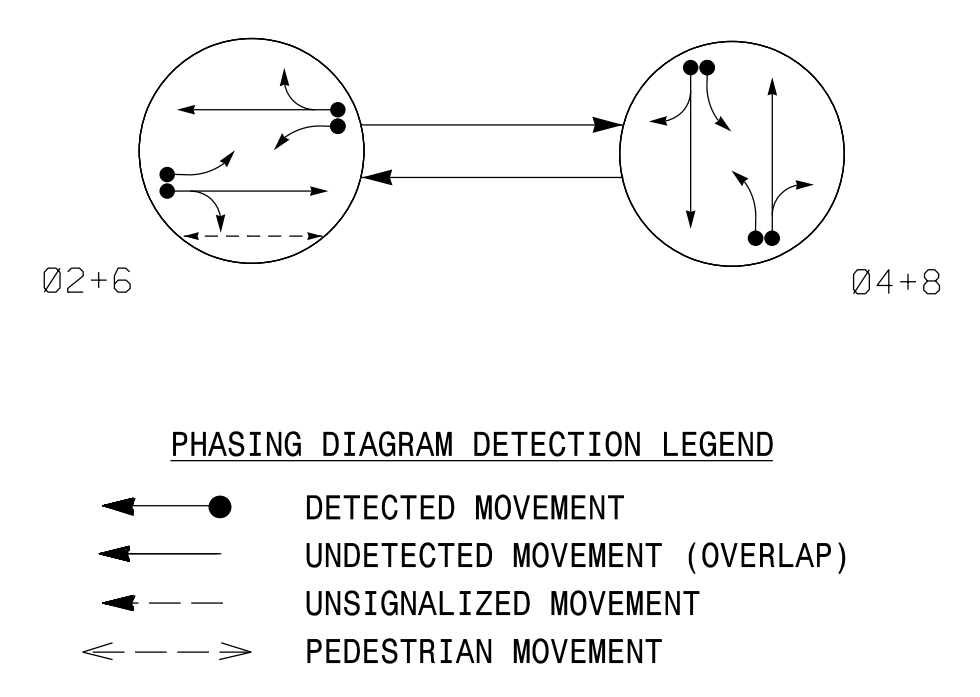 Ø2+6
Ø4+8
PHASING DIAGRAM DETECTION LEGEND
DETECTED MOVEMENT
UNDETECTED MOVEMENT (OVERLAP)
UNSIGNALIZED MOVEMENT
PEDESTRIAN MOVEMENT